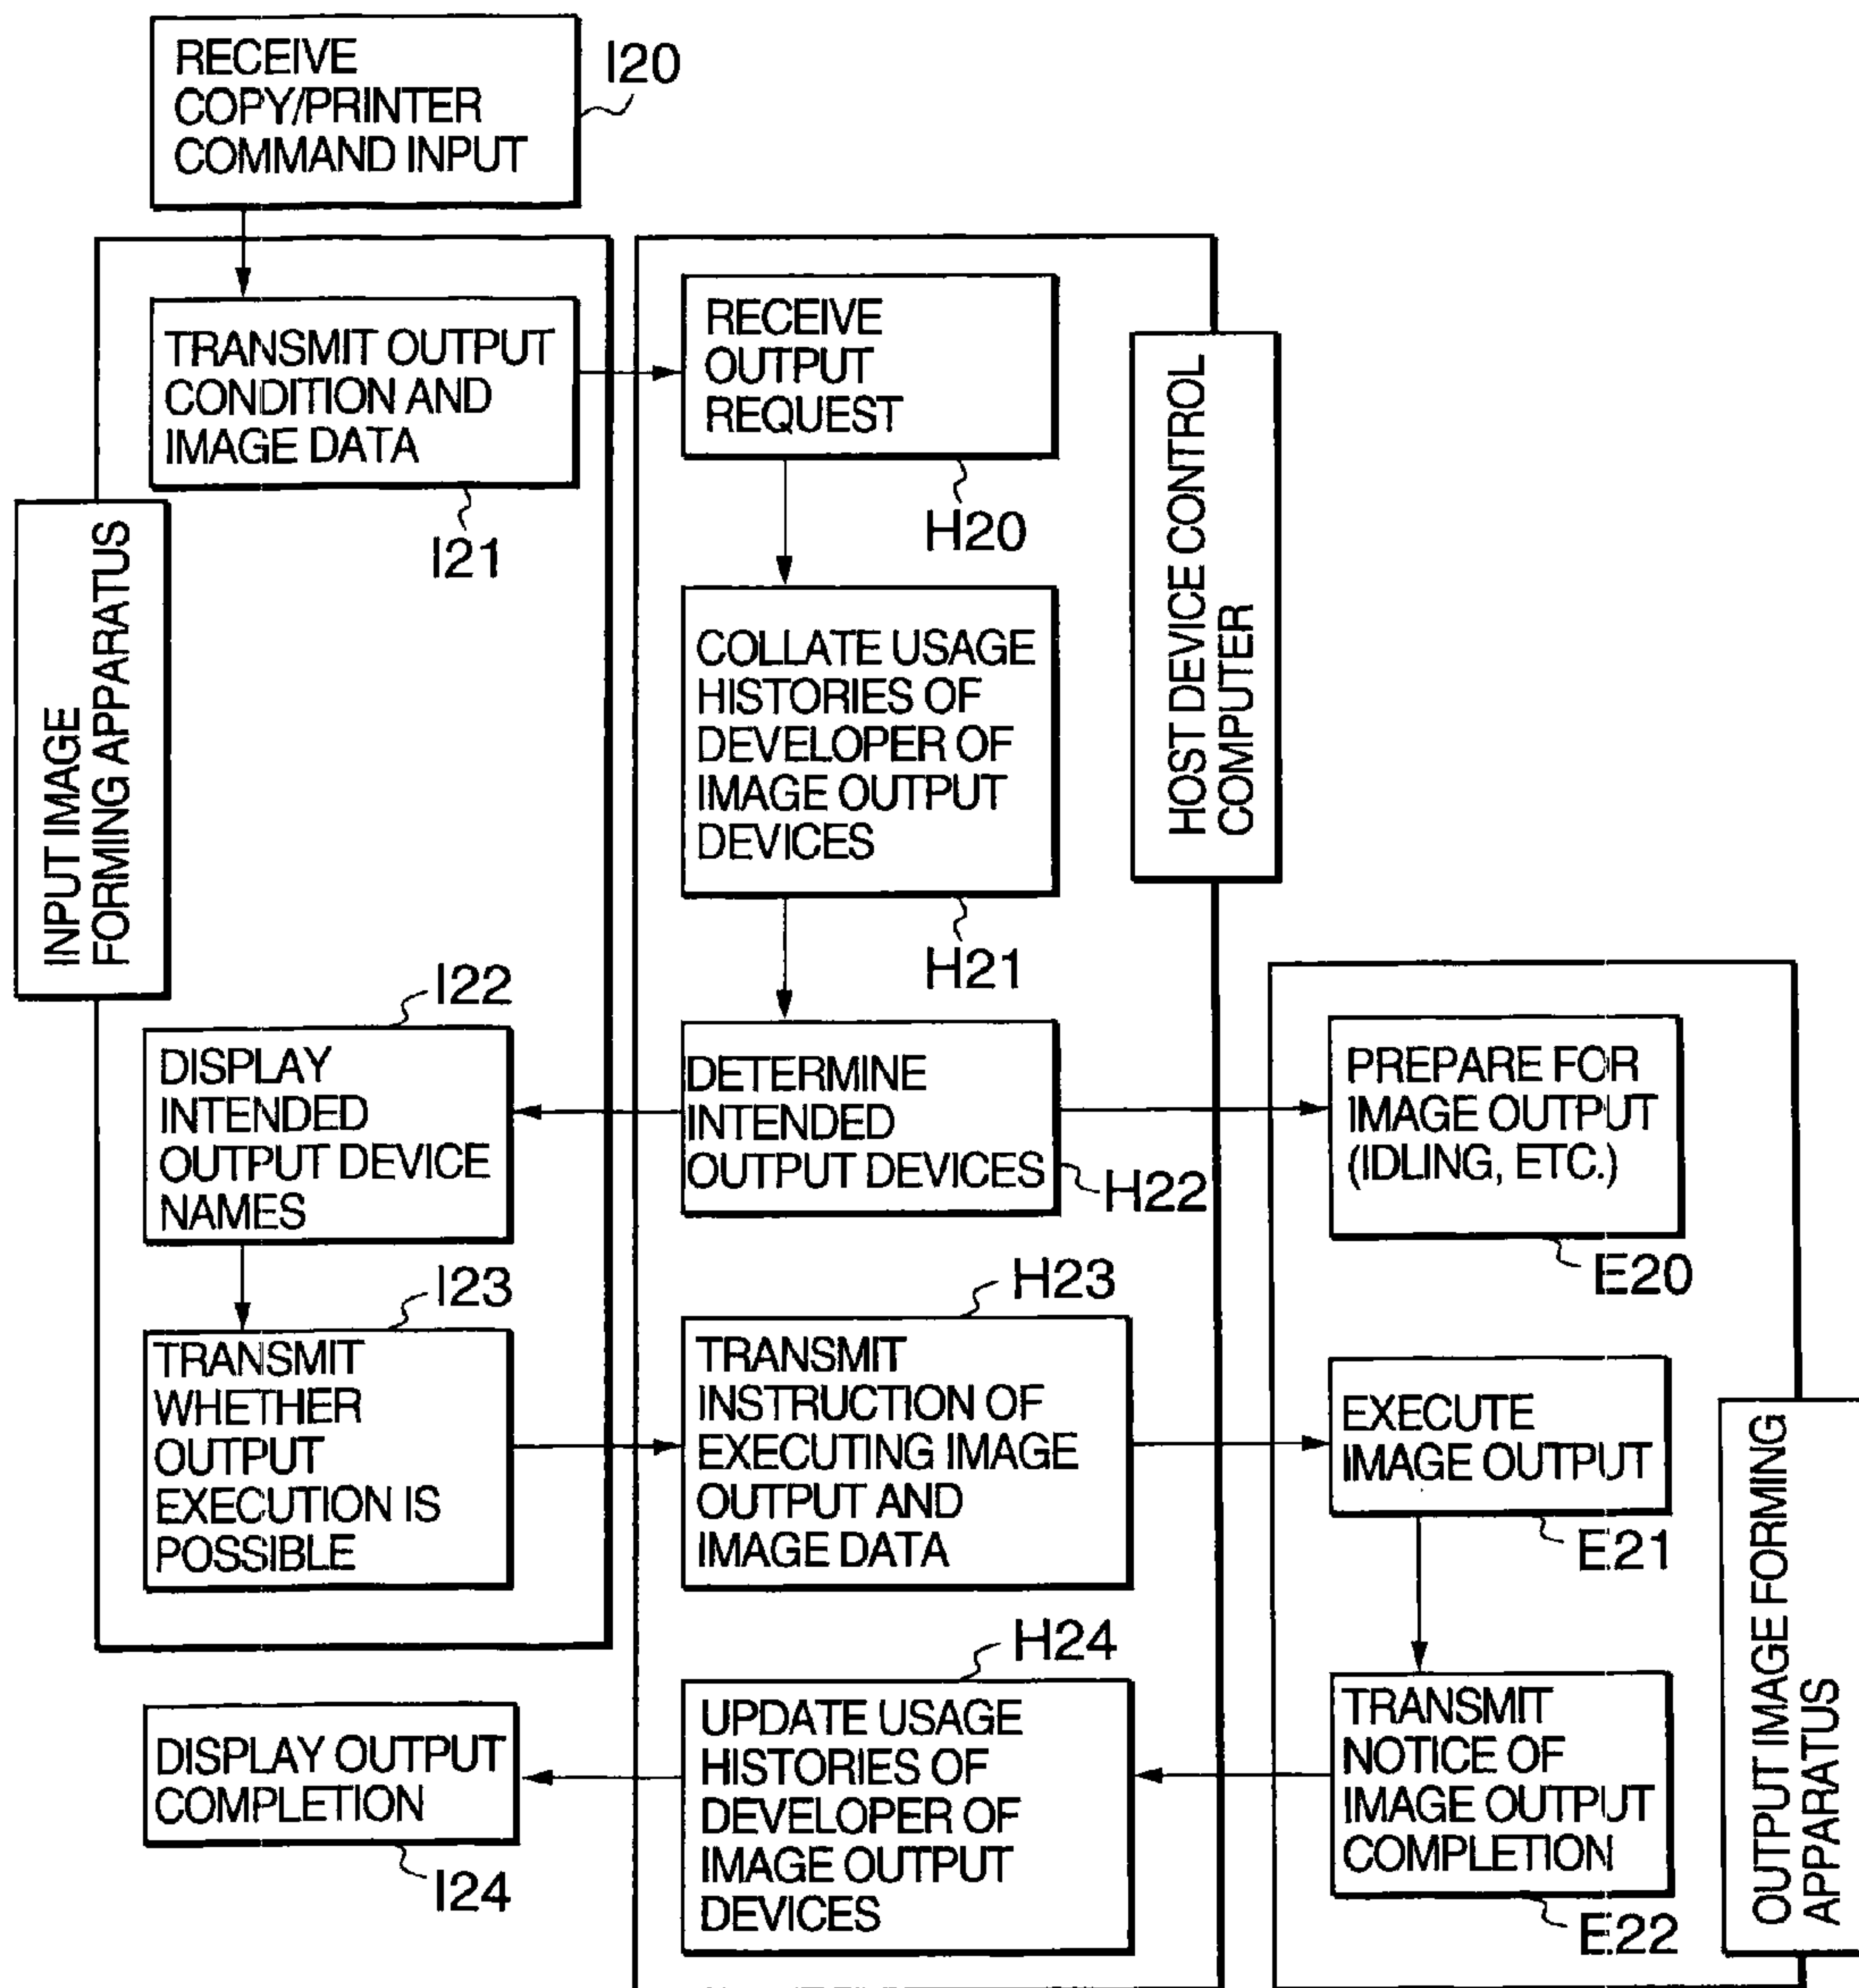 RECEIVE
COPY/PRINTER
COMMAND INPUT
I20
TRANSMIT OUTPUT
CONDITION AND
IMAGE DATA
I21
INPUT IMAGE
FORMING APPARATUS
RECEIVE
OUTPUT
REQUEST
H20
HOST DEVICE CONTROL
COMPUTER
COLLATE USAGE
HISTORIES OF
DEVELOPER OF
IMAGE OUTPUT
DEVICES
H21
I22
DISPLAY
INTENDED
OUTPUT DEVICE
NAMES
DETERMINE
INTENDED
OUTPUT DEVICES
H22
PREPARE FOR
IMAGE OUTPUT
(IDLING, ETC.)
E20
I23
TRANSMIT
WHETHER
OUTPUT
EXECUTION IS
POSSIBLE
H23
TRANSMIT
INSTRUCTION OF
EXECUTING IMAGE
OUTPUT AND
IMAGE DATA
EXECUTE
IMAGE OUTPUT
E21
OUTPUT IMAGE FORMING
APPARATUS
DISPLAY OUTPUT
COMPLETION
I24
H24
UPDATE USAGE
HISTORIES OF
DEVELOPER OF
IMAGE OUTPUT
DEVICES
TRANSMIT
NOTICE OF
IMAGE OUTPUT
COMPLETION
E22